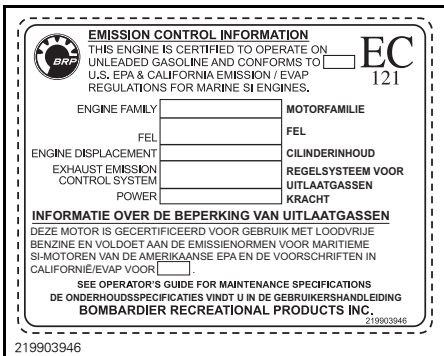 EMISSION CONTROL INFORMATION
THIS ENGINE IS CERTIFIED TO OPERATE ON
UNLEADED GASOLINE AND CONFORMS TO
U.S. EPA & CALIFORNIA EMISSION / EVAP
REGULATIONS FOR MARINE SI ENGINES.
BRP
EC
121
ENGINE FAMILY MOTORFAMILIE
FEL FEL
ENGINE DISPLACEMENT CILINDERINHOUD
EXHAUST EMISSION REGELSYSTEEM VOOR
CONTROL SYSTEM UITLAATGASSEN
POWER KRACHT
INFORMATIE OVER DE BEPERKING VAN UITLAATGASSEN
DEZE MOTOR IS GECERTIFICEERD VOOR GEBRUIK MET LOODVRIJE
BENZINE EN VOLDOET AAN DE EMISSIENORMEN VOOR MARITIEME
SI-MOTOREN VAN DE AMERIKAANSE EPA EN DE VOORSCHRIFTEN IN
CALIFORNIË/EVAP VOOR .
SEE OPERATOR'S GUIDE FOR MAINTENANCE SPECIFICATIONS
DE ONDERHOUDSSPECIFICATIES VINDT U IN DE GEBRUIKERSHANDLEIDING
BOMBARDIER RECREATIONAL PRODUCTS INC.
219903946
219903946